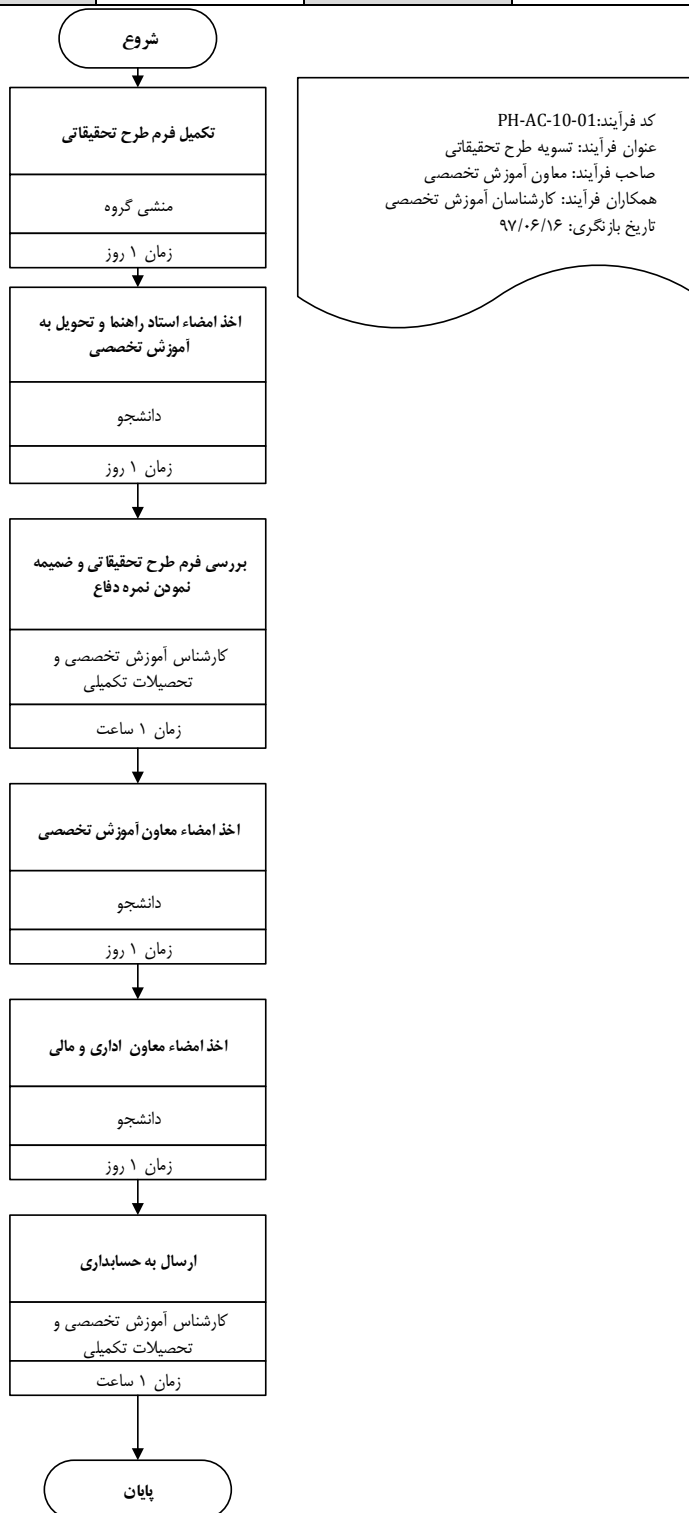 شروع
تکمیل فرم طرح تحقیقاتی
منشی گروه
زمان ۱ روز
کد فرآیند:PH-AC-10-01
عنوان فرآیند: تسویه طرح تحقیقاتی
صاحب فرآیند: معاون آموزش تخصصی
همکاران فرآیند: کارشناسان آموزش تخصصی
تاریخ بازنگری: ۹۷/۰۶/۱۶
اخذ امضاء استاد راهنما و تحویل به
آموزش تخصصی
دانشجو
زمان ۱ روز
بررسی فرم طرح تحقیقاتی و ضمیمه
نمودن نمره دفاع
کارشناس آموزش تخصصی و
تحصیلات تکمیلی
زمان ۱ ساعت
اخذ امضاء معاون آموزش تخصصی
دانشجو
زمان ۱ روز
اخذ امضاء معاون اداری و مالی
دانشجو
زمان ۱ روز
ارسال به حسابداری
کارشناس آموزش تخصصی و
تحصیلات تکمیلی
زمان ۱ ساعت
پایان